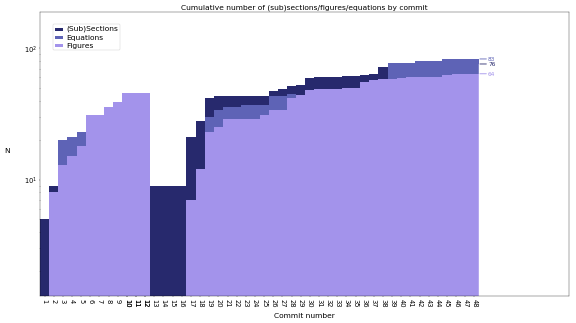 Cumulative number of (sub)sections/figures/equations by commit
(Sub)Sections
Equations
Figures
10²
10¹
N
83
76
64
1 2 3 4 5 6 7 8 9 10 11 12 13 14 15 16 17 18 19 20 21 22 23 24 25 26 27 28 29 30 31 32 33 34 35 36 37 38 39 40 41 42 43 44 45 46 47 48
Commit number